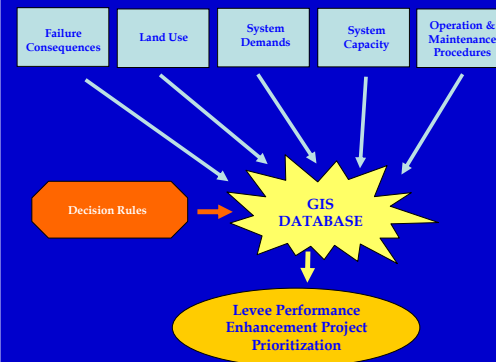 Failure
Consequences
Land Use
System
Demands
System
Capacity
Operation &
Maintenance
Procedures
Decision Rules
GIS
DATABASE
Levee Performance
Enhancement Project
Prioritization